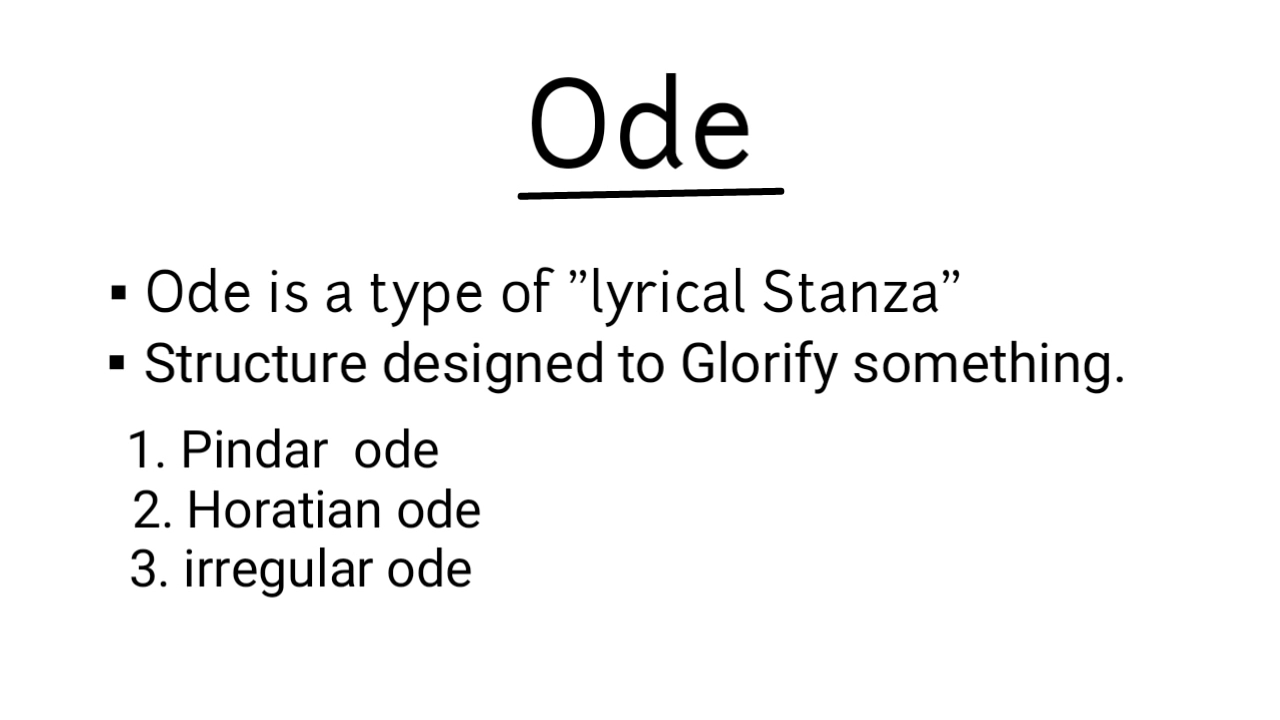 Ode
▪ Ode is a type of ”lyrical Stanza”
▪ Structure designed to Glorify something.
1. Pindar ode
2. Horatian ode
3. irregular ode